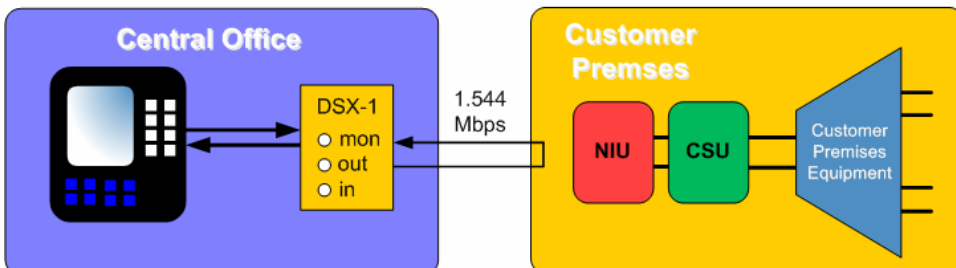 Central Office
DSX-1
mon
out
in
1.544
Mbps
Customer
Premses
NIU
CSU
Customer
Premises
Equipment